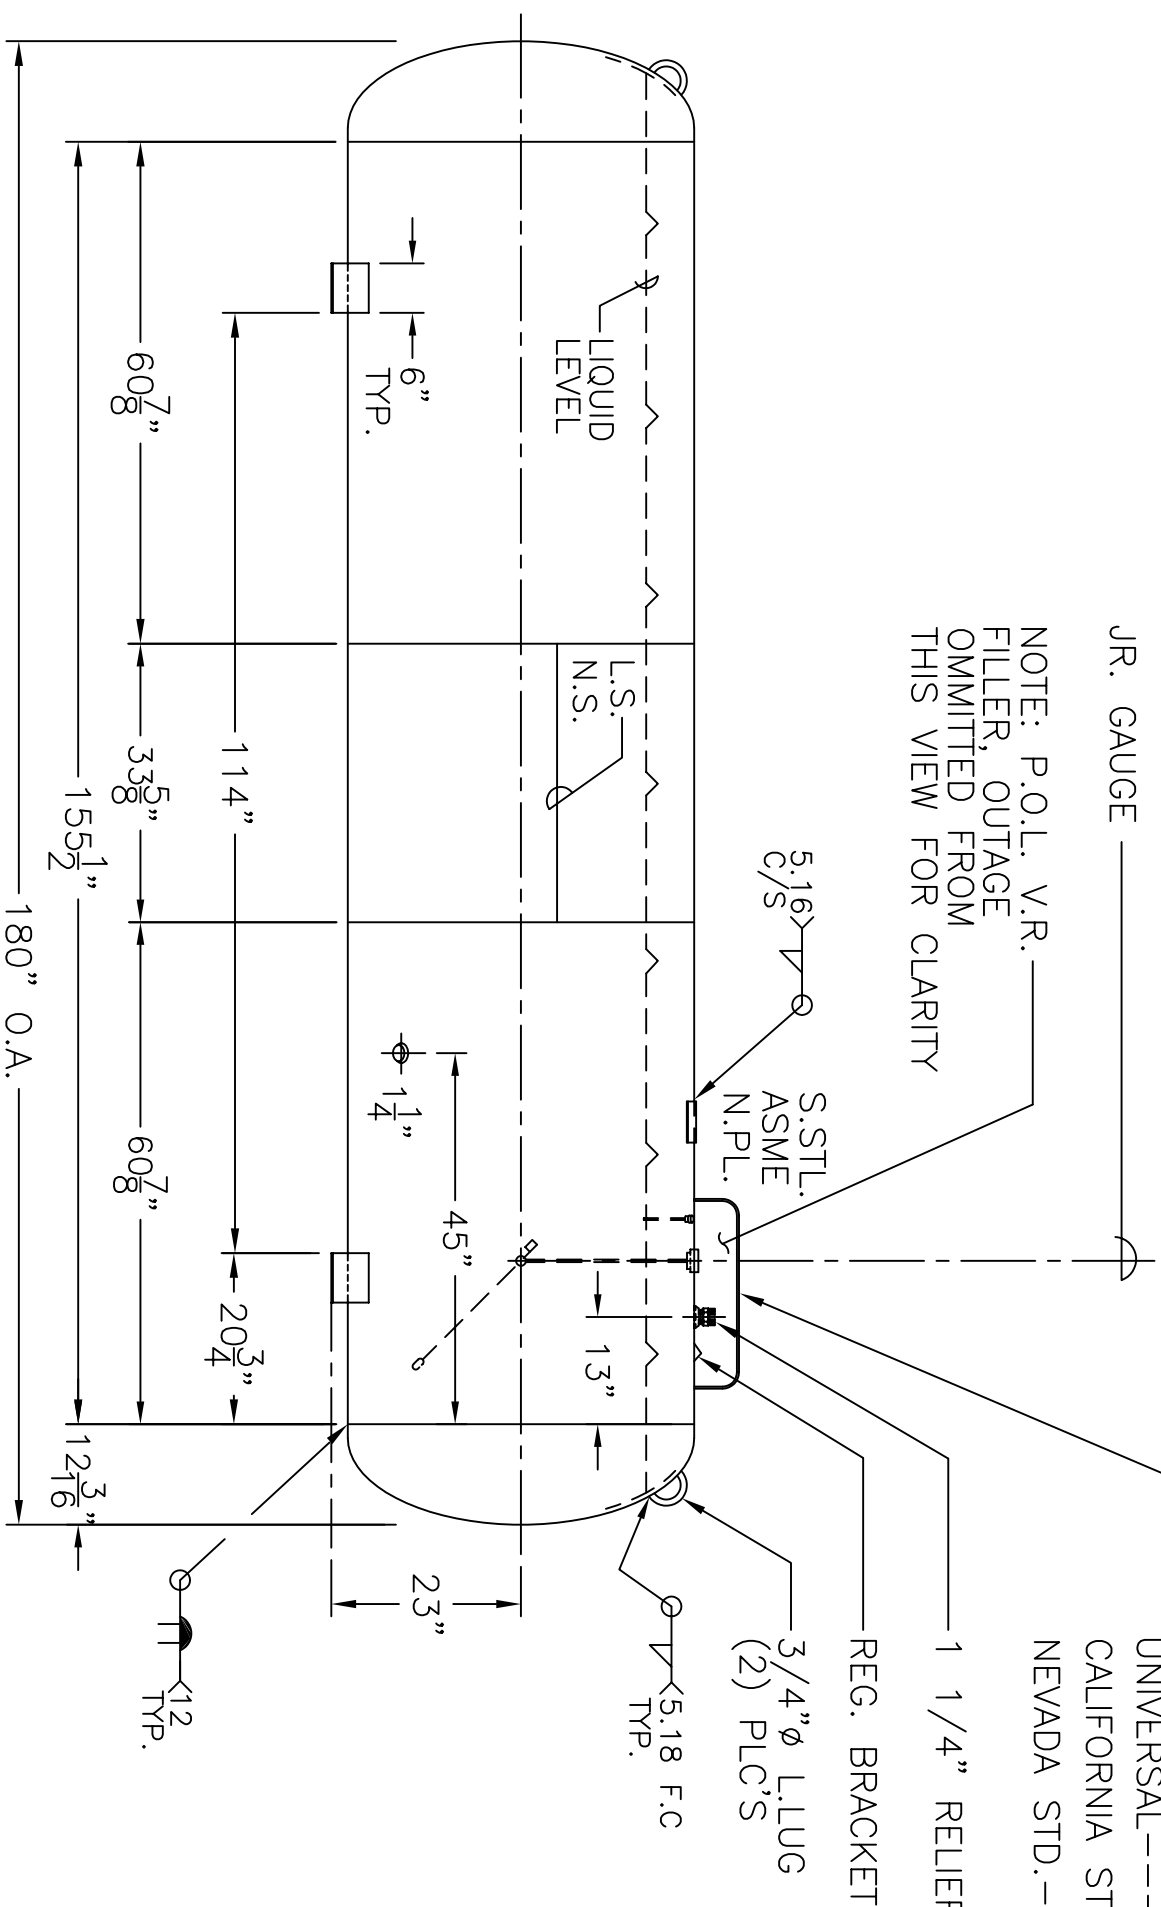 JR. GAUGE
NOTE: P.O.L. V.R.
FILLER, OUTAGE
OMMITTED FROM
THIS VIEW FOR CLARITY
UNIVERSAL---
CALIFORNIA ST
NEVADA STD.-
1 1/4" RELIEF
REG. BRACKET
3/4"ø L.LUG
(2) PLC'S
5.18 F.C
TYP.
5.16
C/S
S.STL.
ASME
N.PL.
LIQUID
LEVEL
L.S.
N.S.
6"
TYP.
1 1/4"
45"
13"
23"
114"
20 3/4"
60 7/8"
33 5/8"
60 7/8"
155 1/2"
12 3/16"
180" O.A.
12
TYP.